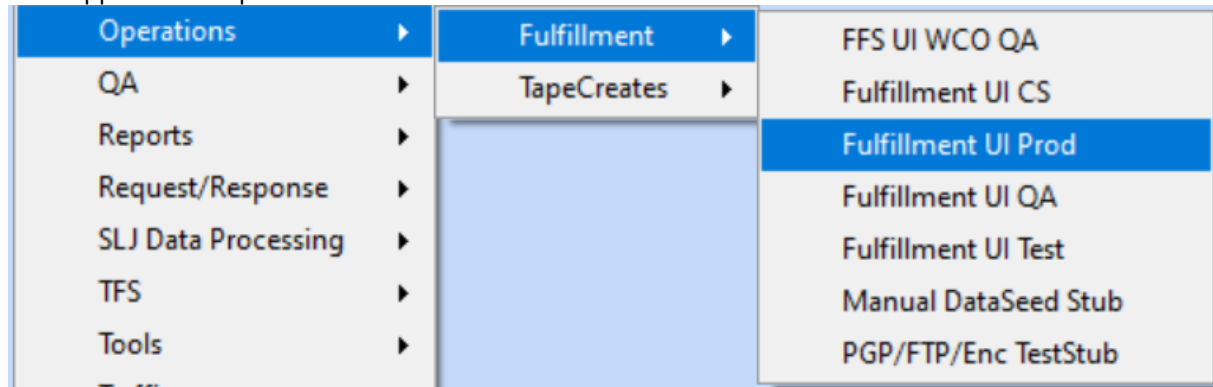 Operations
QA
Reports
Request/Response
SLJ Data Processing
TFS
Tools
Fulfillment
TapeCreates
FFS UI WCO QA
Fulfillment UI CS
Fulfillment UI Prod
Fulfillment UI QA
Fulfillment UI Test
Manual DataSeed Stub
PGP/FTP/Enc TestStub